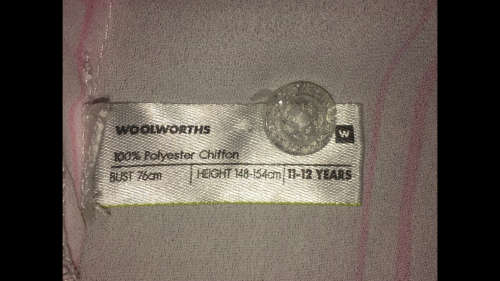 WOOLWORTHS
W
100% Polyester Chiffon
BUST 76cm HEIGHT 148-154cm 11-12 YEARS